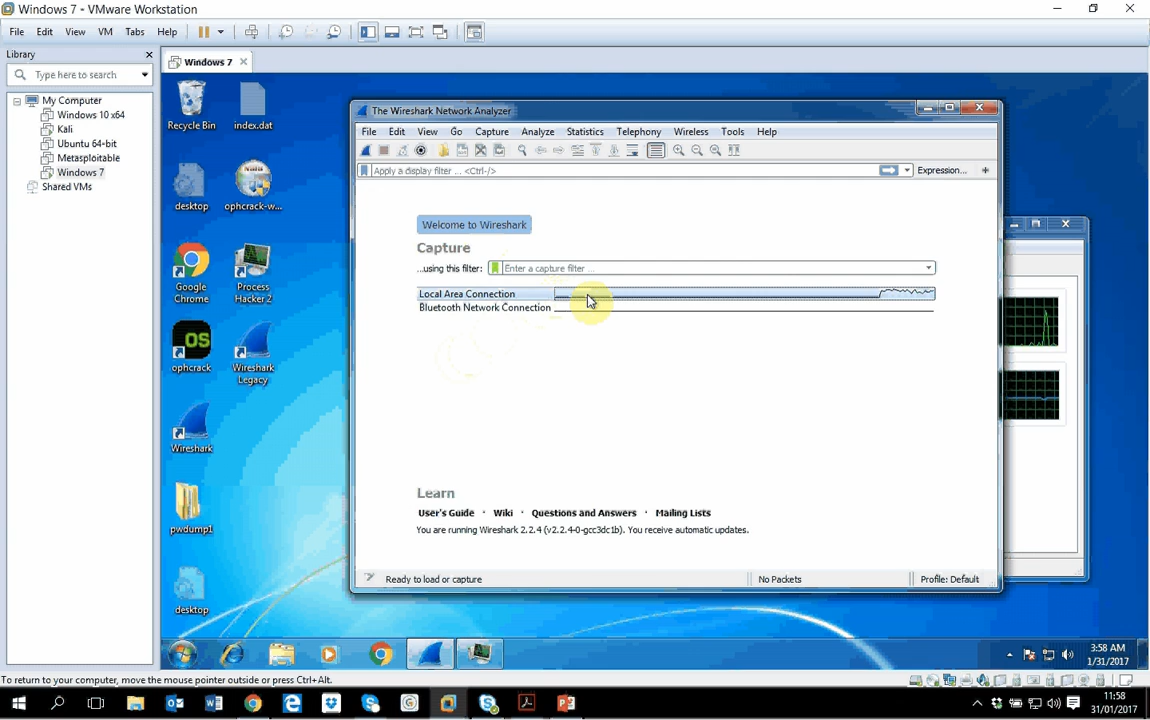 Windows 7 - VMware Workstation
File Edit View VM Tabs Help
Library
Type here to search
My Computer
Windows 10 x64
Kali
Ubuntu 64-bit
Metasploitable
Windows 7
Shared VMs
Windows 7
Recycle Bin
index.dat
desktop
ophcrack-w...
Google
Chrome
Process
Hacker 2
OS
ophcrack
Wireshark
Legacy
Wireshark
pwdump1
desktop
The Wireshark Network Analyzer
File Edit View Go Capture Analyze Statistics Telephony Wireless Tools Help
Apply a display filter ... <Ctrl-/>
Expression...
Welcome to Wireshark
Capture
...using this filter:
Enter a capture filter ...
Local Area Connection
Bluetooth Network Connection
Learn
User's Guide · Wiki · Questions and Answers · Mailing Lists
You are running Wireshark 2.2.4 (v2.2.4-0-gcc3dc1b). You receive automatic updates.
Ready to load or capture
No Packets
Profile: Default
3:58 AM
1/31/2017
To return to your computer, move the mouse pointer outside or press Ctrl+Alt.
11:58
31/01/2017